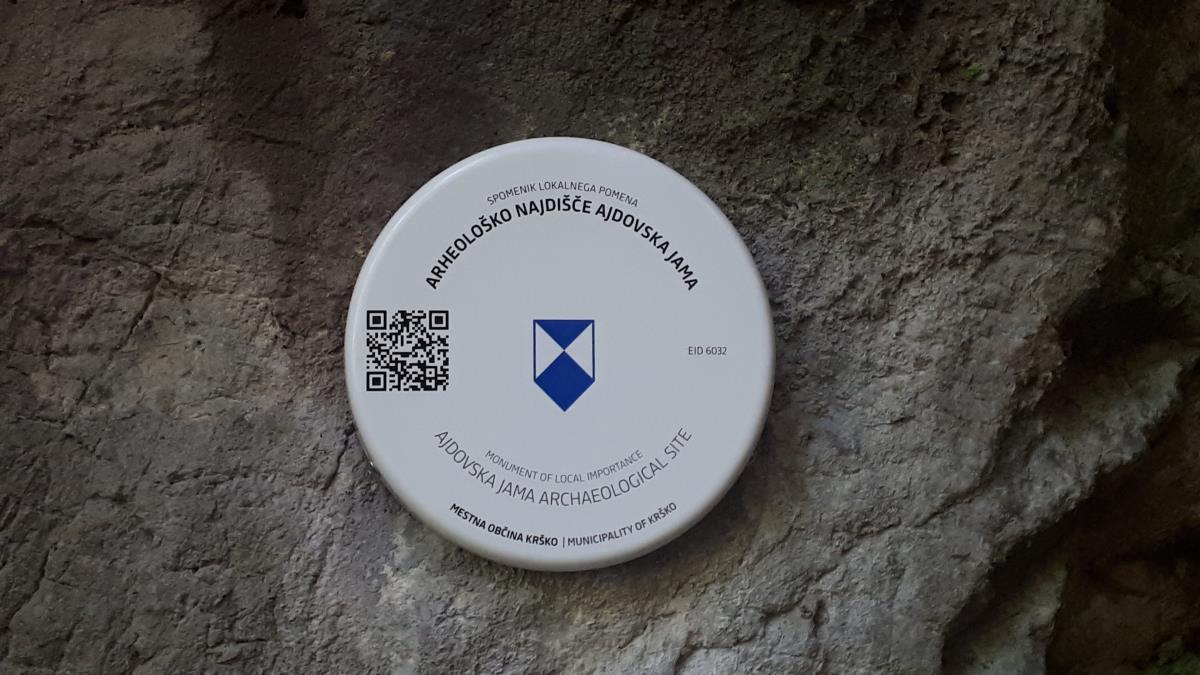 SPOMENIK LOKALNEGA POMENA
ARHEOLOŠKO NAJDIŠČE AJDOVSKA JAMA
EID 6032
MONUMENT OF LOCAL IMPORTANCE
AJDOVSKA JAMA ARCHAEOLOGICAL SITE
MESTNA OBČINA KRŠKO | MUNICIPALITY OF KRŠKO